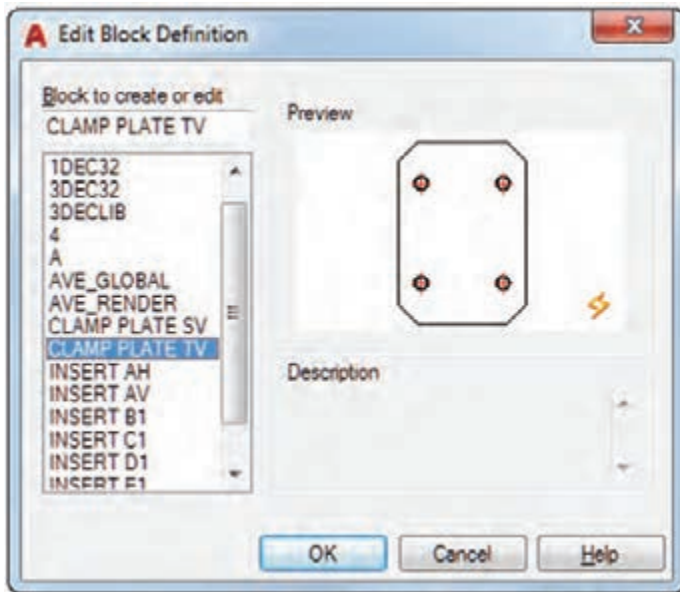 Edit Block Definition
Block to create or edit
CLAMP PLATE TV
1DEC32
3DEC32
3DECLIB
4
A
AVE_GLOBAL
AVE_RENDER
CLAMP PLATE SV
CLAMP PLATE TV
INSERT AH
INSERT AV
INSERT B1
INSERT C1
INSERT D1
INSERT E1
Preview
Description
OK
Cancel
Help